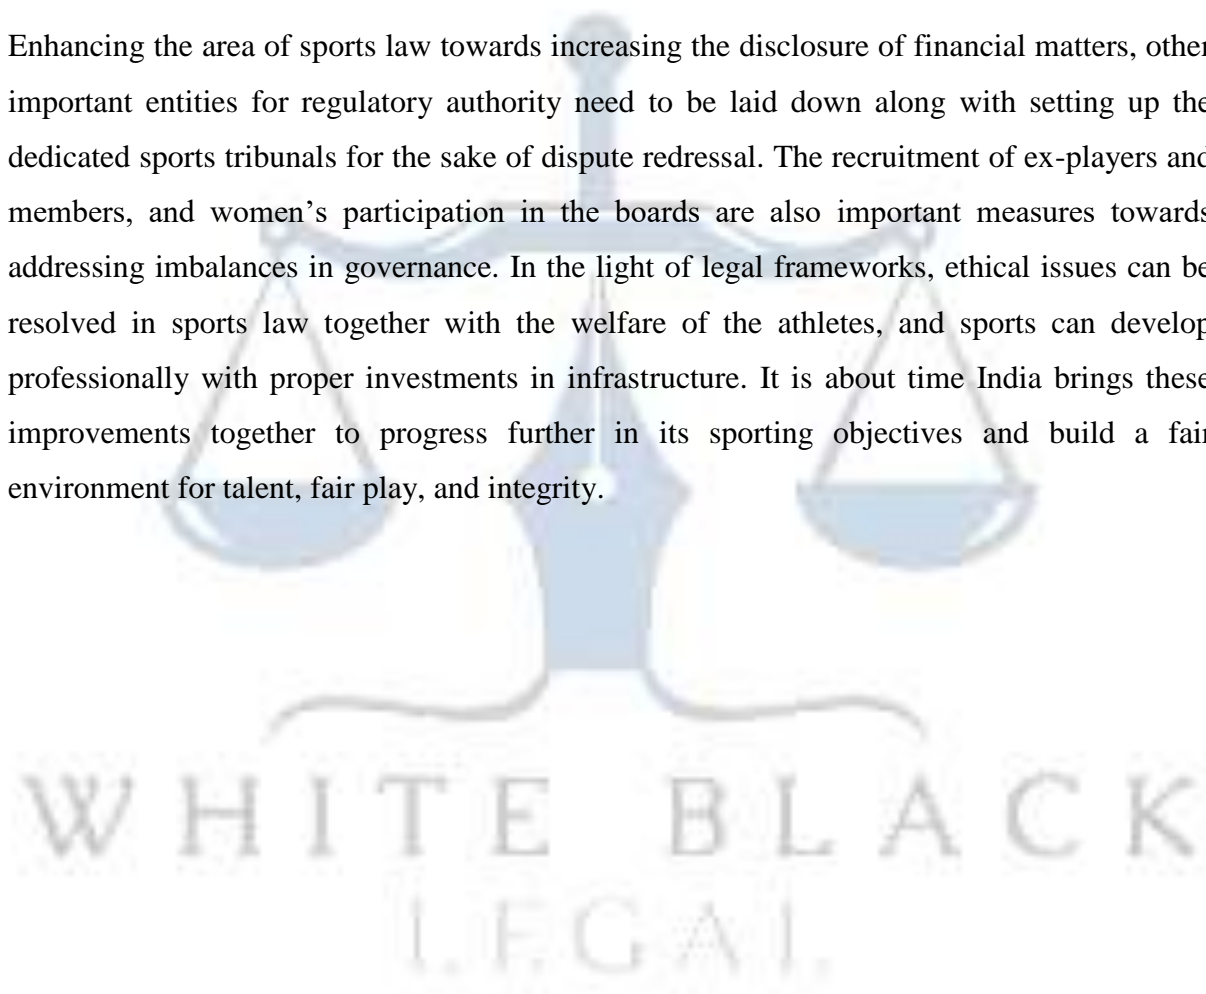 Enhancing the area of sports law towards increasing the disclosure of financial matters, other
important entities for regulatory authority need to be laid down along with setting up the
dedicated sports tribunals for the sake of dispute redressal. The recruitment of ex-players and
members, and women’s participation in the boards are also important measures towards
addressing imbalances in governance. In the light of legal frameworks, ethical issues can be
resolved in sports law together with the welfare of the athletes, and sports can develop
professionally with proper investments in infrastructure. It is about time India brings these
improvements together to progress further in its sporting objectives and build a fair
environment for talent, fair play, and integrity.
WHITE BLACK
LEGAL